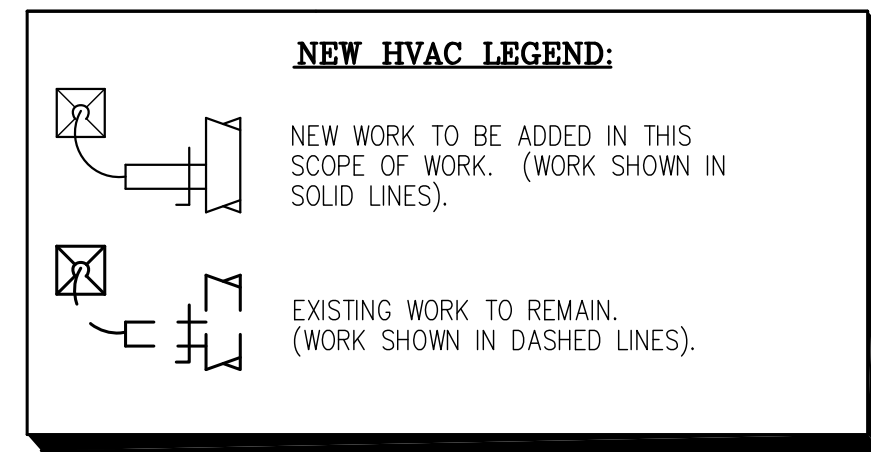 NEW HVAC LEGEND:
NEW WORK TO BE ADDED IN THIS
SCOPE OF WORK. (WORK SHOWN IN
SOLID LINES).
EXISTING WORK TO REMAIN.
(WORK SHOWN IN DASHED LINES).